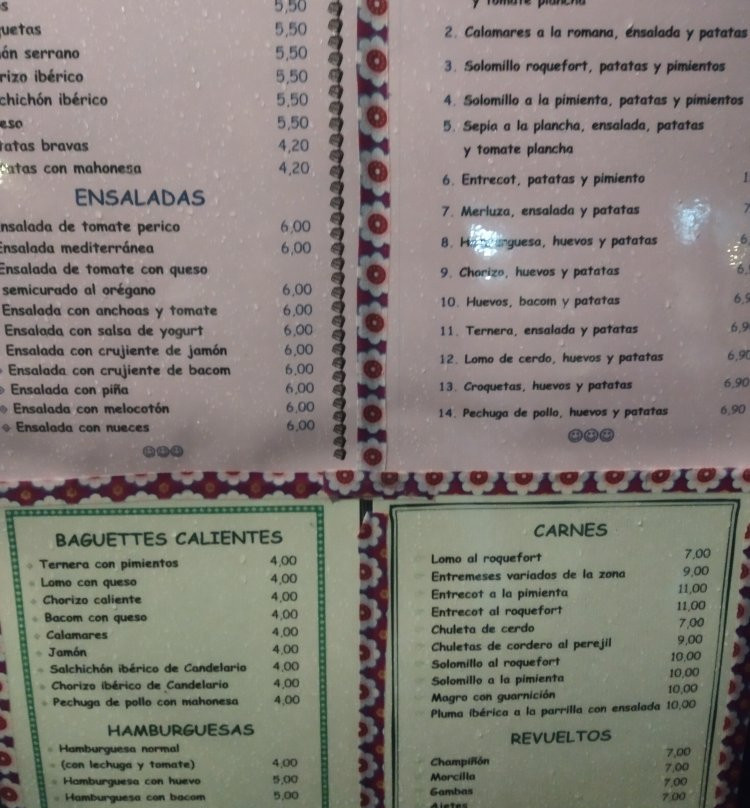 5,50
5,50
serrano 5,50
ibérico 5,50
ibérico 5,50
5,50
bravas 4,20
con mahonesa 4,20
ENSALADAS
de tomate perico 6,00
Ensalada mediterránea 6,00
Ensalada de tomate con queso
semicurado al orégano 6,00
Ensalada con anchoas y tomate 6,00
Ensalada con salsa de yogurt 6,00
Ensalada con crujiente de jamón 6,00
Ensalada con crujiente de bacom 6,00
Ensalada con piña 6,00
Ensalada con melocotón 6,00
Ensalada con nueces 6,00
y tomate plancha
2. Calamares a la romana, ensalada y patatas
3. Solomillo roquefort, patatas y pimientos
4. Solomillo a la pimienta, patatas y pimientos
5. Sepia a la plancha, ensalada, patatas
y tomate plancha
6. Entrecot, patatas y pimiento
7. Merluza, ensalada y patatas
8. Hamburguesa, huevos y patatas
9. Chorizo, huevos y patatas
10. Huevos, bacom y patatas
11. Ternera, ensalada y patatas
12. Lomo de cerdo, huevos y patatas 6,90
13. Croquetas, huevos y patatas 6,90
14. Pechuga de pollo, huevos y patatas 6,90
BAGUETTES CALIENTES
Ternera con pimientos 4,00
Lomo con queso 4,00
Chorizo caliente 4,00
Bacom con queso 4,00
Calamares 4,00
Jamón 4,00
Salchichón ibérico de Candelario 4,00
Chorizo ibérico de Candelario 4,00
Pechuga de pollo con mahonesa 4,00
HAMBURGUESAS
Hamburguesa normal
(con lechuga y tomate) 4,00
Hamburguesa con huevo 5,00
Hamburguesa con bacom 5,00
CARNES
Lomo al roquefort 7,00
Entremeses variados de la zona 9,00
Entrecot a la pimienta 11,00
Entrecot al roquefort 11,00
Chuleta de cerdo 7,00
Chuletas de cordero al perejil 9,00
Solomillo al roquefort 10,00
Solomillo a la pimienta 10,00
Magro con guarnición 10,00
Pluma ibérica a la parrilla con ensalada 10,00
REVUELTOS
Champiñón 7,00
Morcilla 7,00
Gambas 7,00
Ajetes 7,00